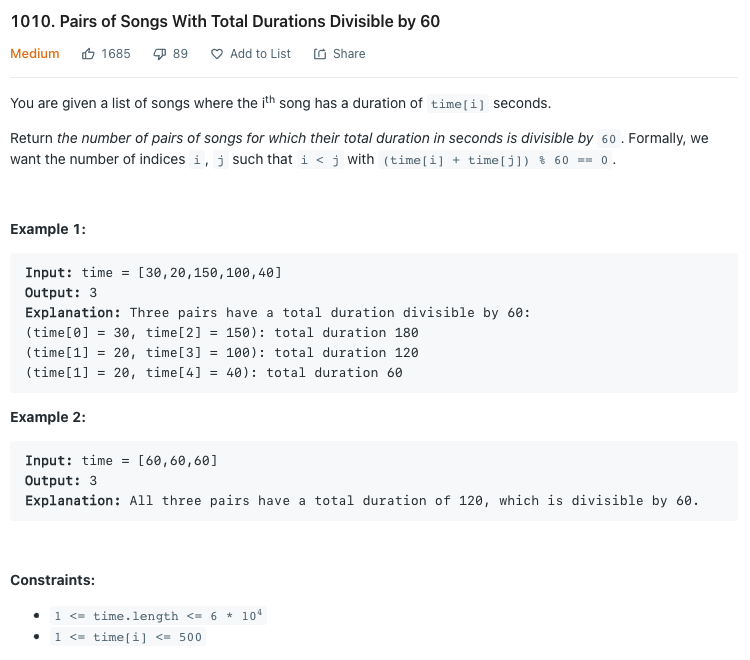 1010. Pairs of Songs With Total Durations Divisible by 60
Medium 1685 89 Add to List Share
You are given a list of songs where the iᵗʰ song has a duration of time[i] seconds.
Return the number of pairs of songs for which their total duration in seconds is divisible by 60. Formally, we
want the number of indices i, j such that i < j with (time[i] + time[j]) % 60 == 0.
Example 1:
Input: time = [30,20,150,100,40]
Output: 3
Explanation: Three pairs have a total duration divisible by 60:
(time[0] = 30, time[2] = 150): total duration 180
(time[1] = 20, time[3] = 100): total duration 120
(time[1] = 20, time[4] = 40): total duration 60
Example 2:
Input: time = [60,60,60]
Output: 3
Explanation: All three pairs have a total duration of 120, which is divisible by 60.
Constraints:
• 1 <= time.length <= 6 * 10⁴
• 1 <= time[i] <= 500